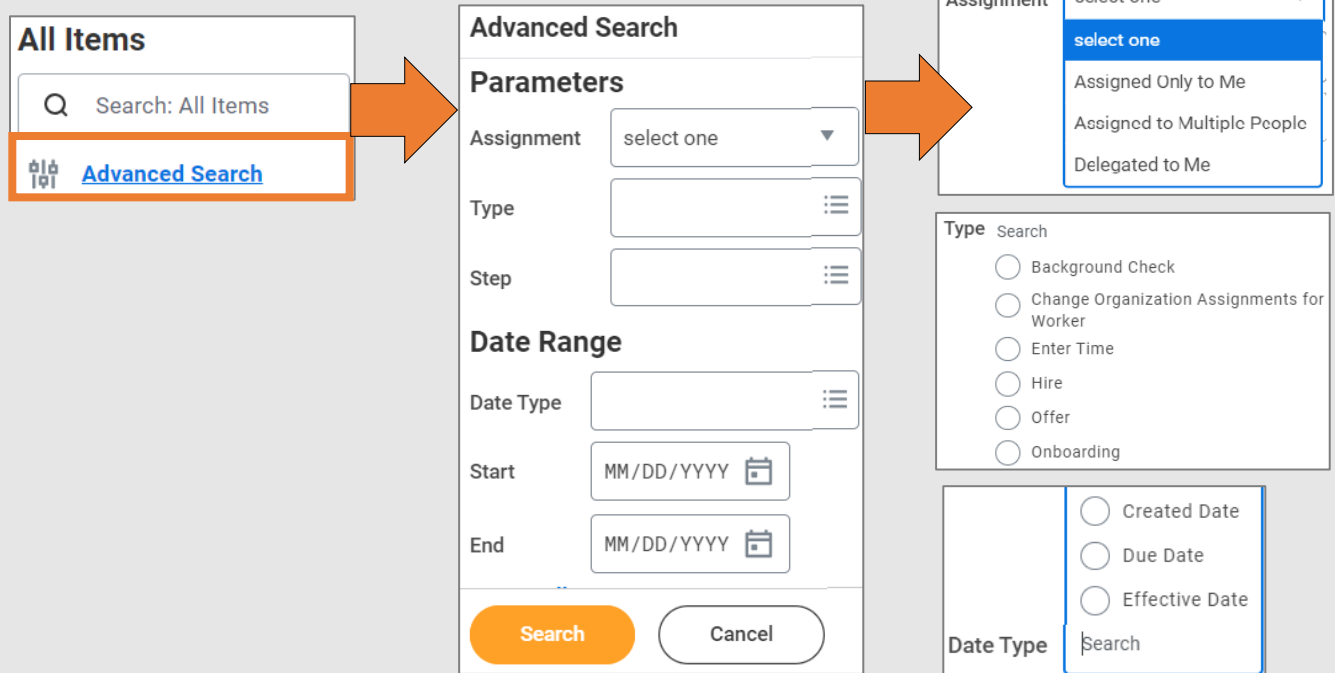 All Items
Search: All Items
Advanced Search
Advanced Search
Parameters
Assignment select one
Type
Step
Date Range
Date Type
Start MM/DD/YYYY
End MM/DD/YYYY
Search Cancel
Assignment select one
select one
Assigned Only to Me
Assigned to Multiple People
Delegated to Me
Type Search
Background Check
Change Organization Assignments for
Worker
Enter Time
Hire
Offer
Onboarding
Created Date
Due Date
Effective Date
Date Type Search